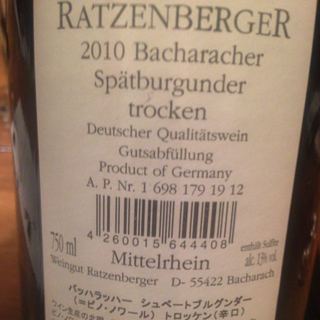 RATZENBERGER
2010 Bacharacher
Spätburgunder
trocken
Deutscher Qualitätswein
Gutsabfüllung
Product of Germany
A. P. Nr. 1 698 179 19 12
750 ml
4 260015 644408
enthält Sulfite
alc. 13% vol
Mittelrhein
Weingut Ratzenberger D- 55422 Bacharach
バッハラッハー シュペートブルグンダー
(=ピノ・ノワール) トロッケン(辛口)